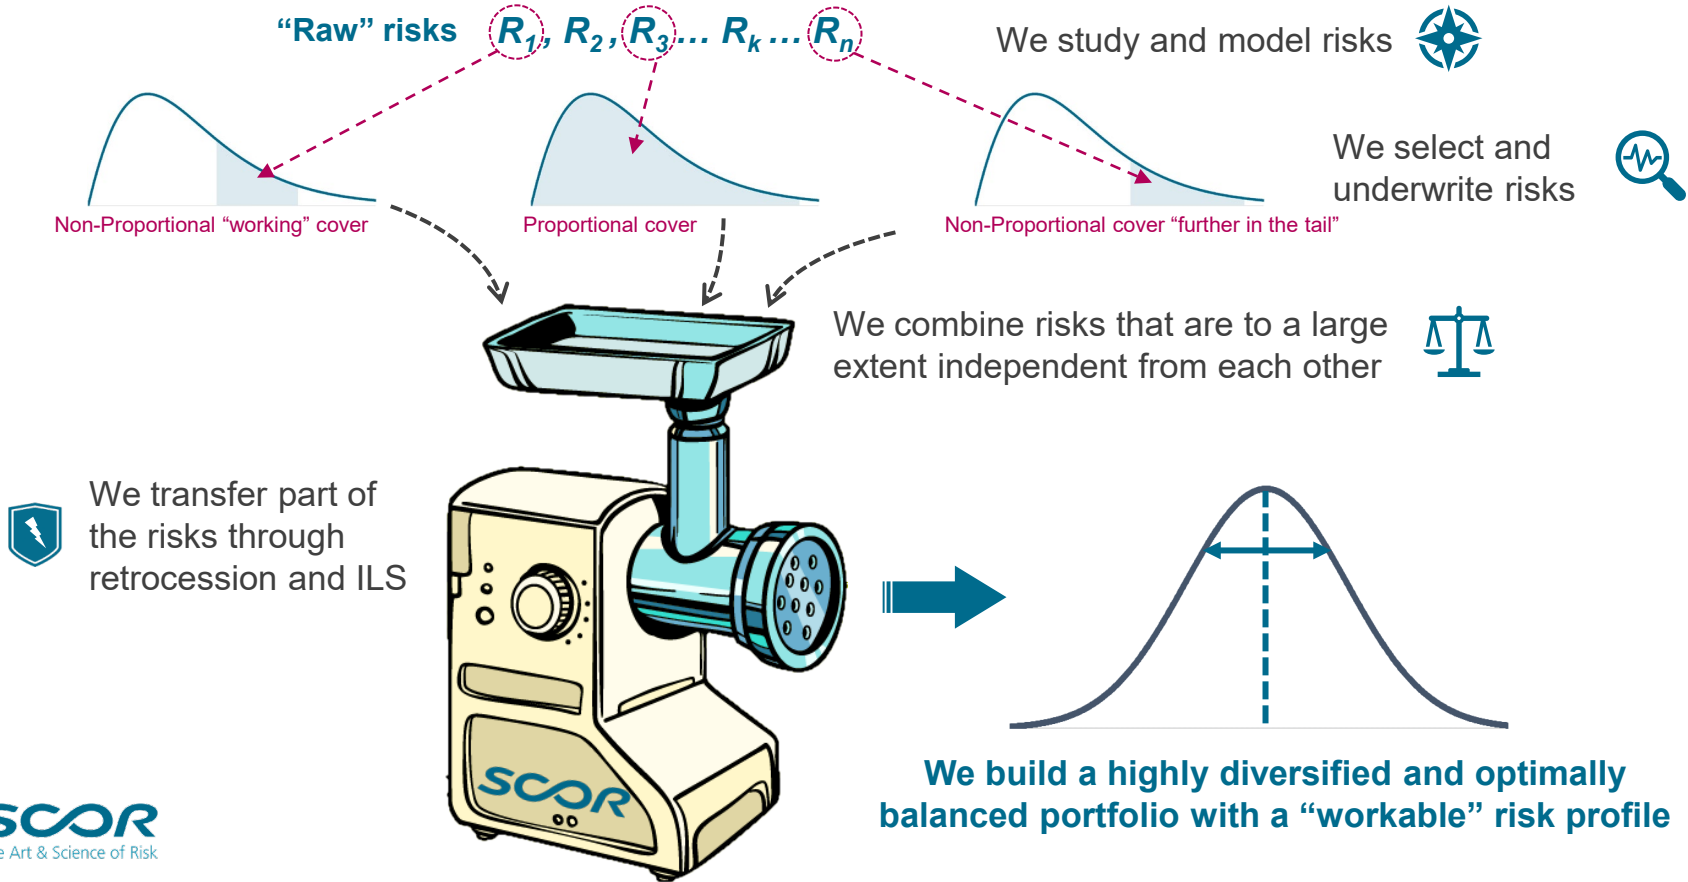 “Raw” risks R1, R2, R3... Rk... Rn
We study and model risks
We select and
underwrite risks
Non-Proportional “working” cover
Proportional cover
Non-Proportional cover “further in the tail”
We combine risks that are to a large
extent independent from each other
We transfer part of
the risks through
retrocession and ILS
SCOR
We build a highly diversified and optimally
balanced portfolio with a “workable” risk profile
SCOR
e Art & Science of Risk